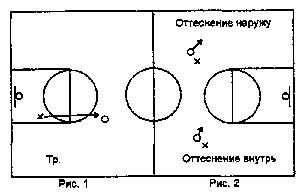 Оттеснение наружу
Тр.
Оттеснение внутрь
Рис. 1
Рис. 2